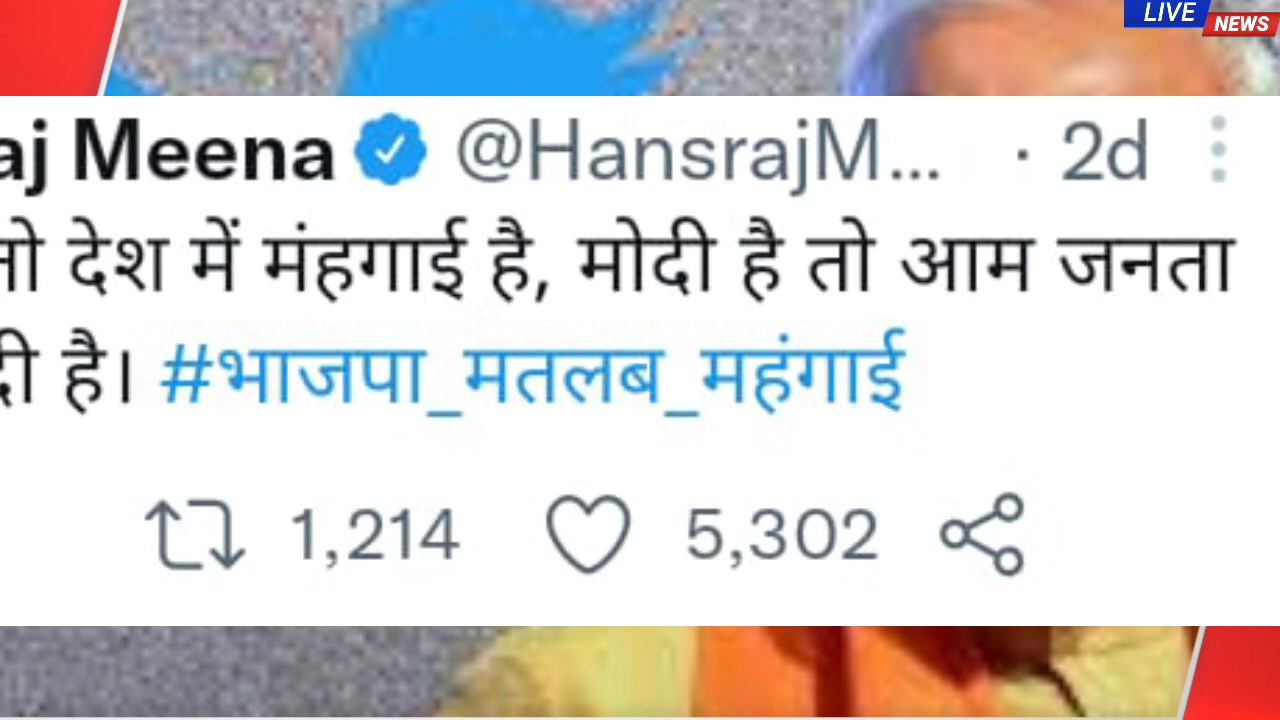 LIVE
NEWS
aj Meena @HansrajM... · 2d
देश में मंहगाई है, मोदी है तो आम जनता
है। #भाजपा_मतलब_महंगाई
1,214 5,302